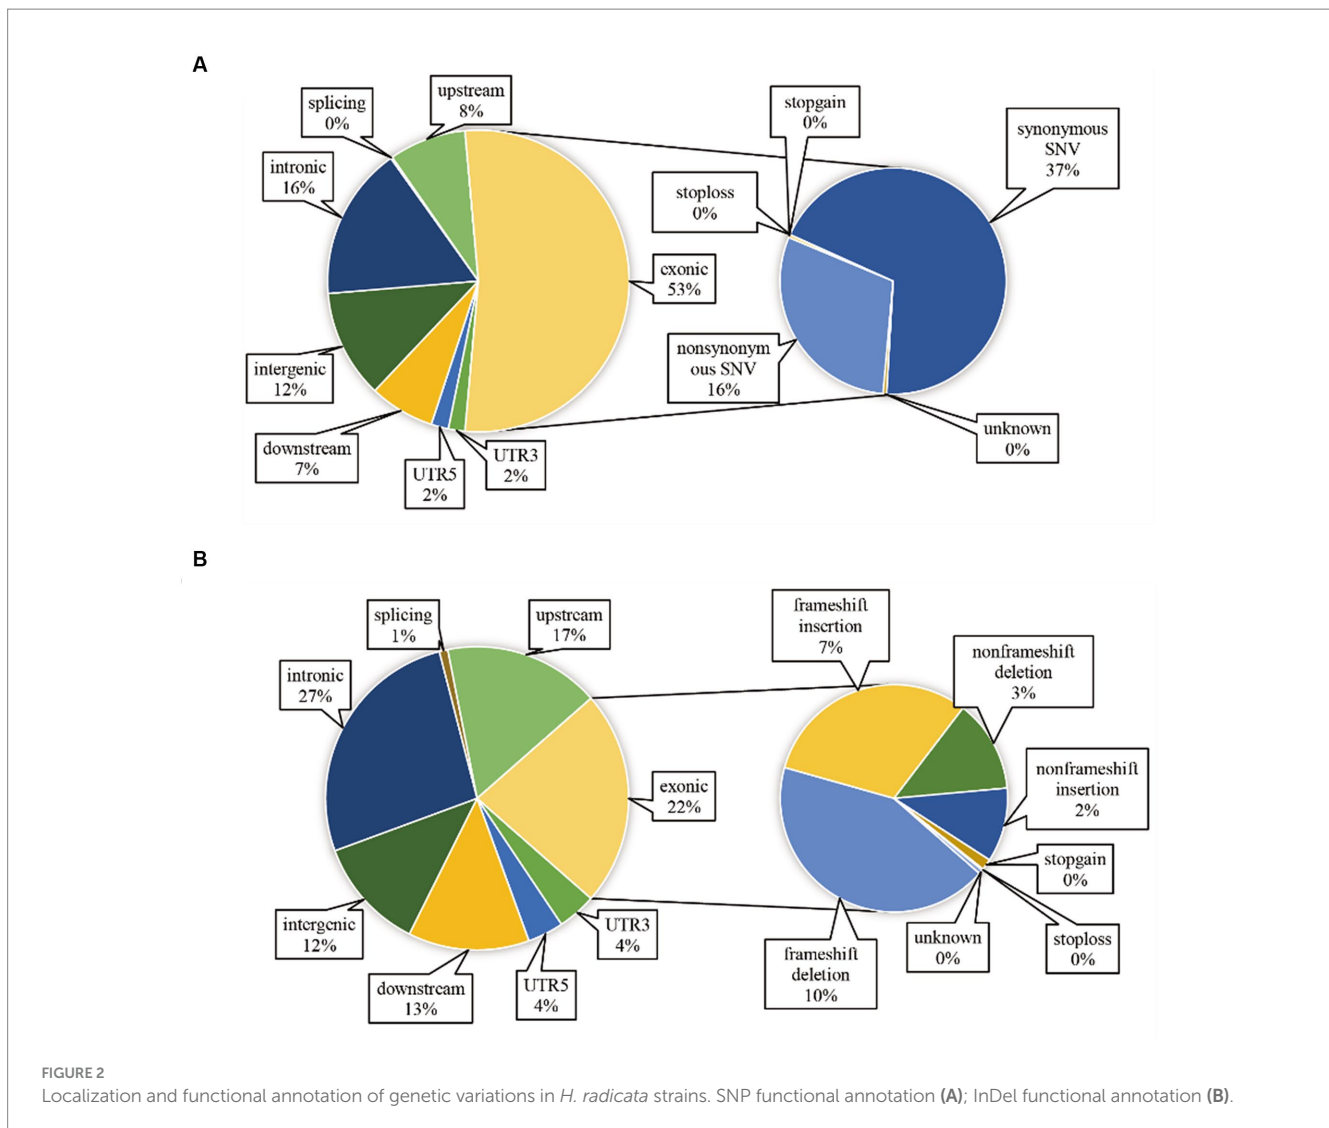 A
upstream
8%
splicing
0%
intronic
16%
intergenic
12%
downstream
7%
UTR5
2%
UTR3
2%
exonic
53%
stopgain
0%
stoploss
0%
synonymous
SNV
37%
nonsynonym
ous SNV
16%
unknown
0%
B
splicing
1%
upstream
17%
intronic
27%
intergenic
12%
downstream
13%
UTR5
4%
UTR3
4%
exonic
22%
frameshift
insertion
7%
nonframeshift
deletion
3%
nonframeshift
insertion
2%
stopgain
0%
stoploss
0%
unknown
0%
frameshift
deletion
10%
FIGURE 2
Localization and functional annotation of genetic variations in H. radicata strains. SNP functional annotation (A); InDel functional annotation (B).